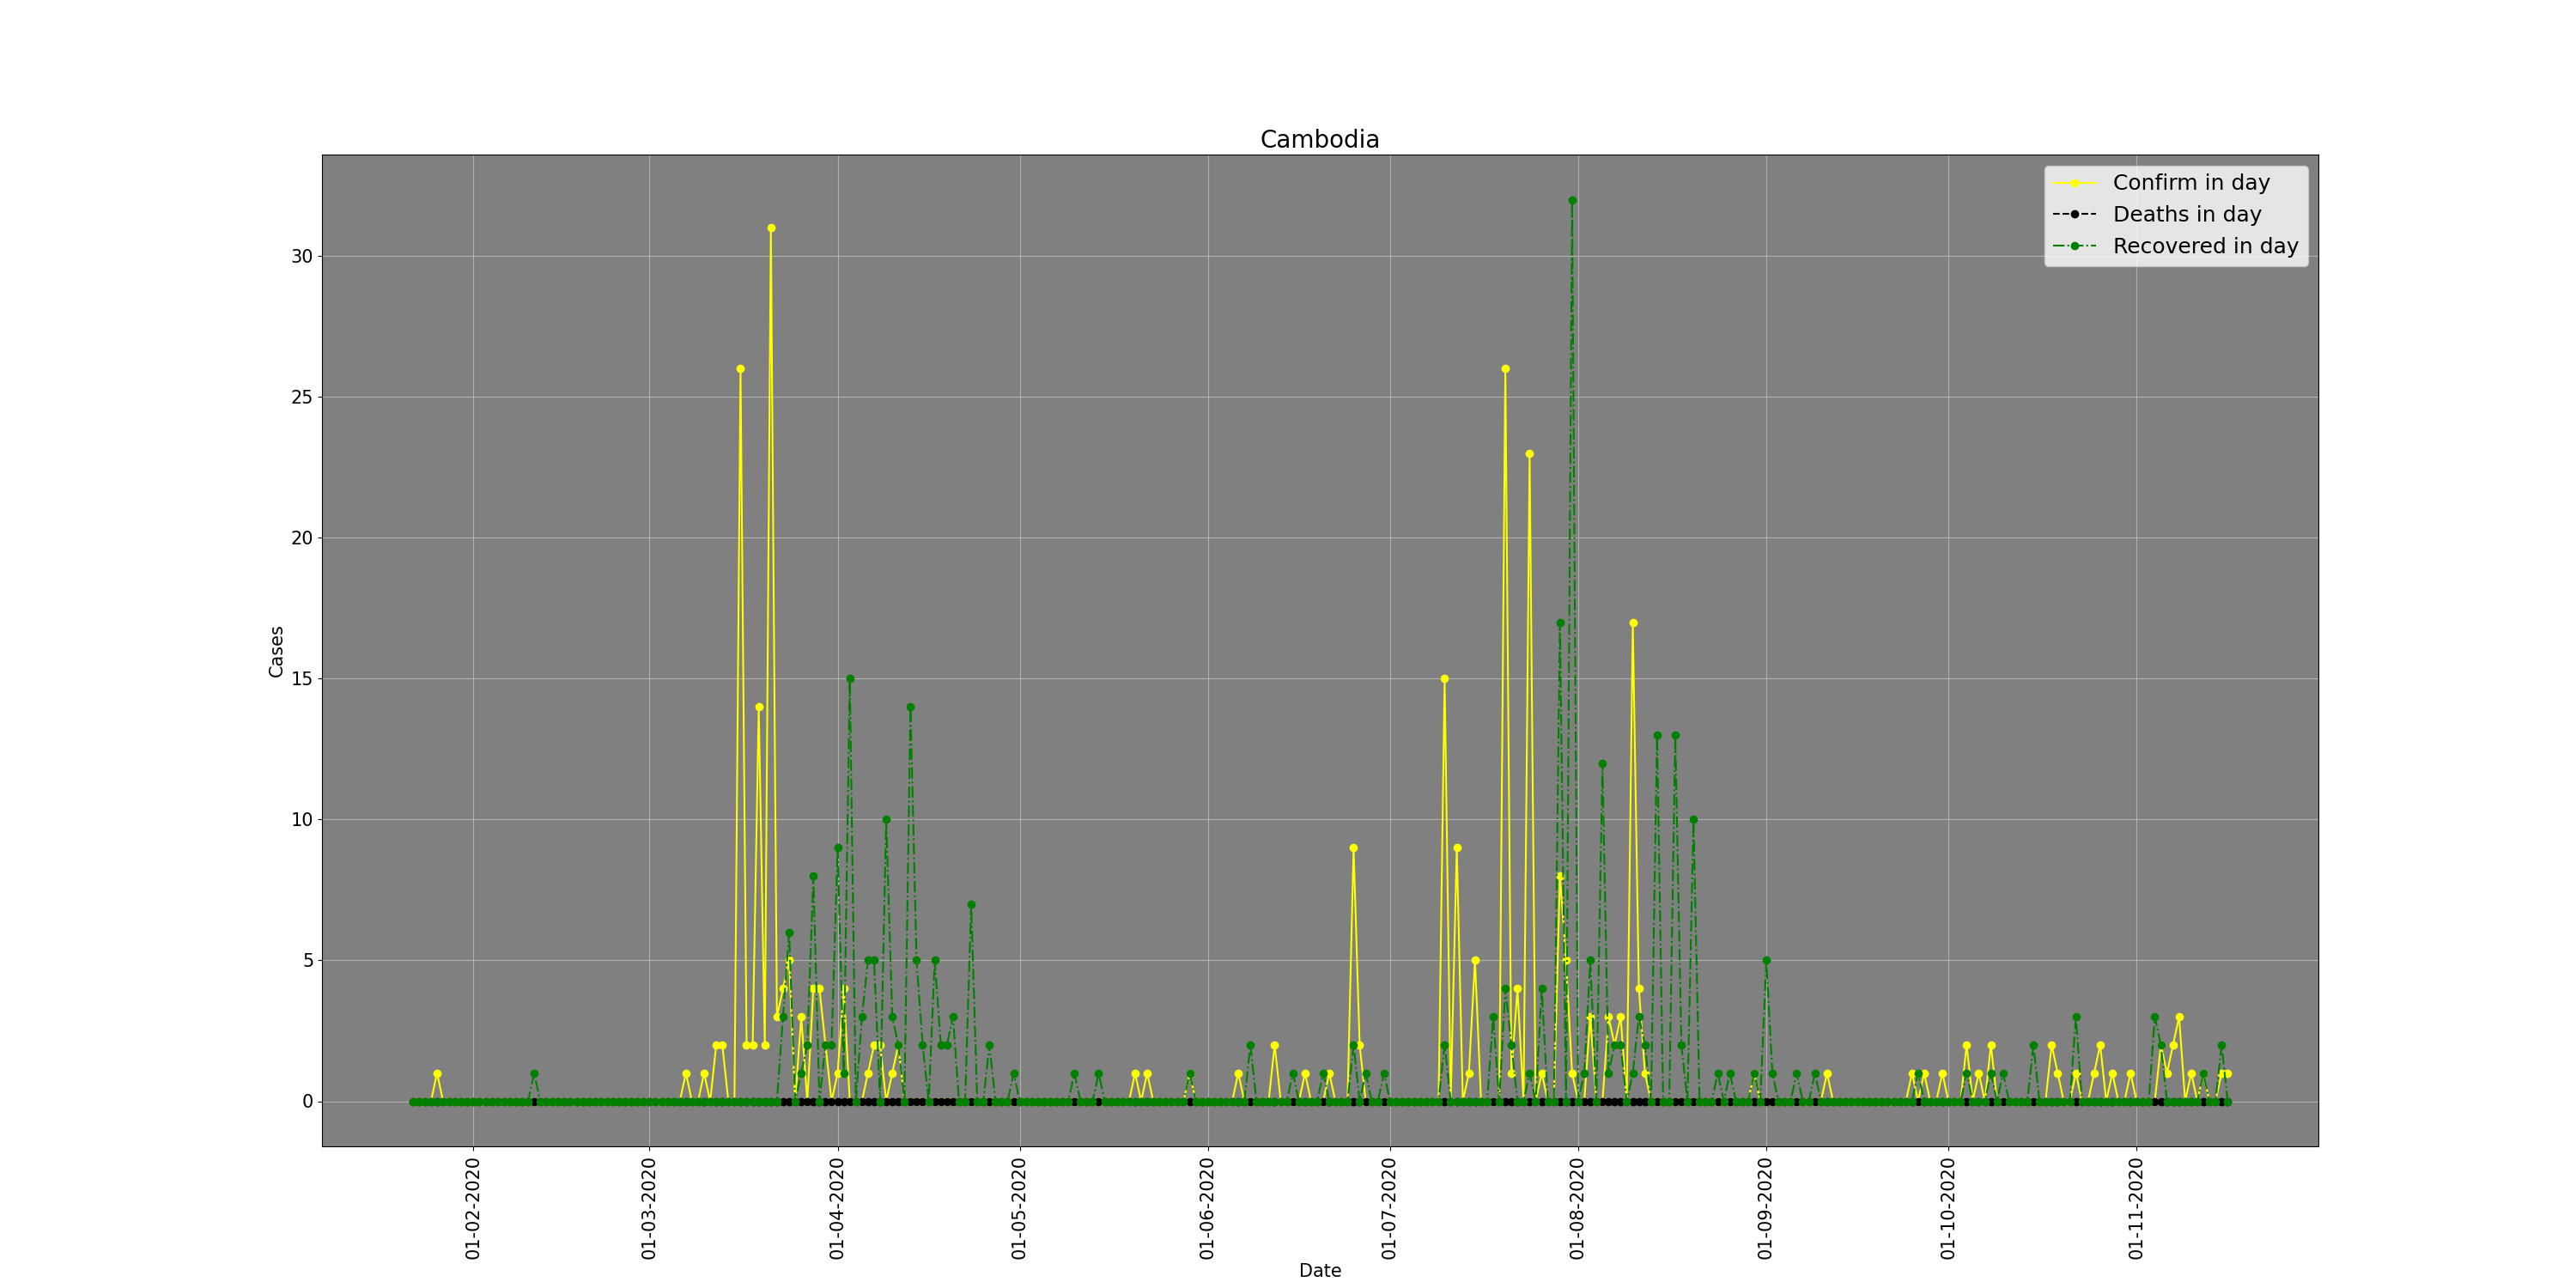 Cambodia
Confirm in day
Deaths in day
Recovered in day
30
25
20
15
10
5
0
Cases
01-02-2020
01-03-2020
01-04-2020
01-05-2020
01-06-2020
01-07-2020
01-08-2020
01-09-2020
01-10-2020
01-11-2020
Date